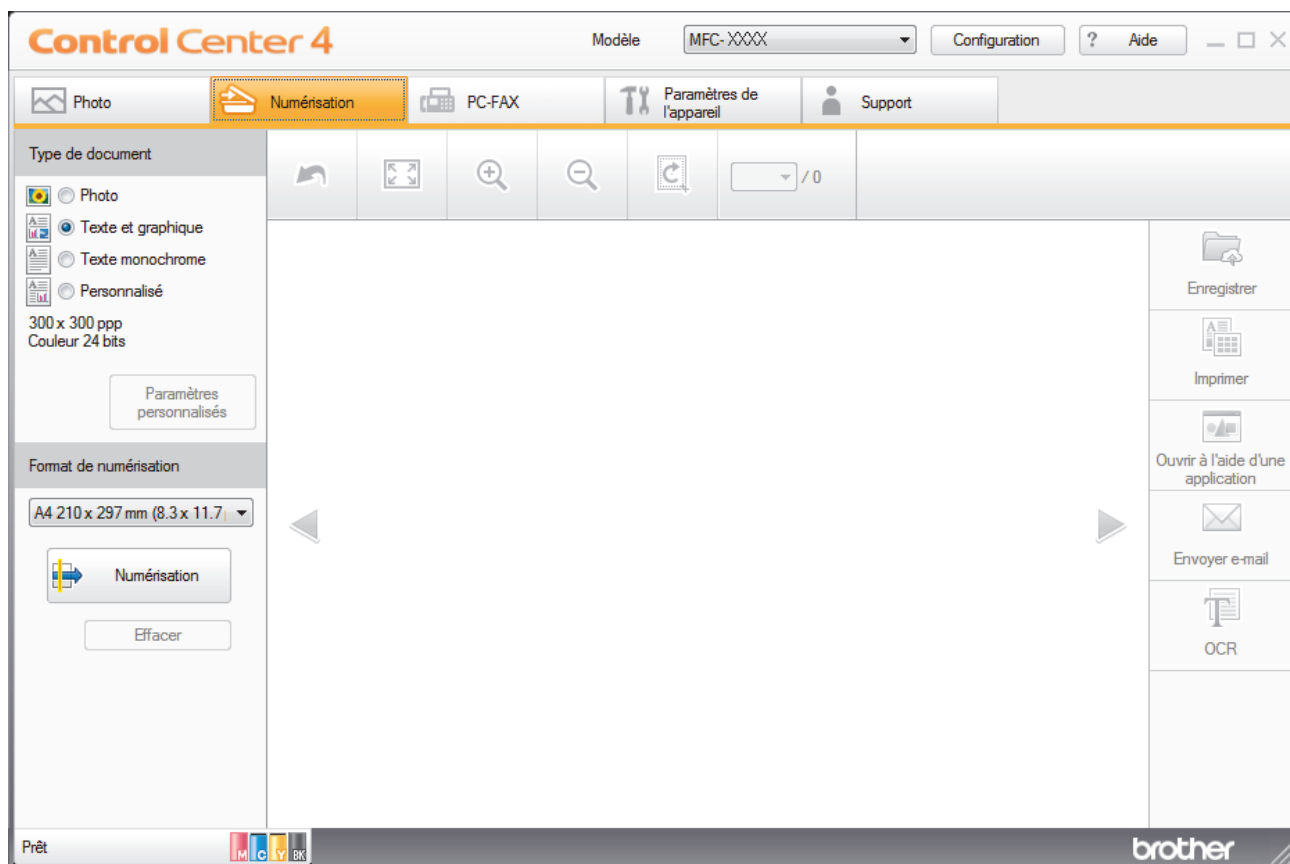 Control Center 4
Modèle
MFC- XXXX
Configuration
? Aide
Photo
Numérisation
PC-FAX
Paramètres de
l'appareil
Support
Type de document
Photo
Texte et graphique
Texte monochrome
Personnalisé
300 x 300 ppp
Couleur 24 bits
Paramètres
personnalisés
/ 0
Format de numérisation
A4 210 x 297 mm (8.3 x 11.7
Numérisation
Effacer
Enregistrer
Imprimer
Ouvrir à l'aide d'une
application
Envoyer e-mail
OCR
Prêt
M C Y BK
brother